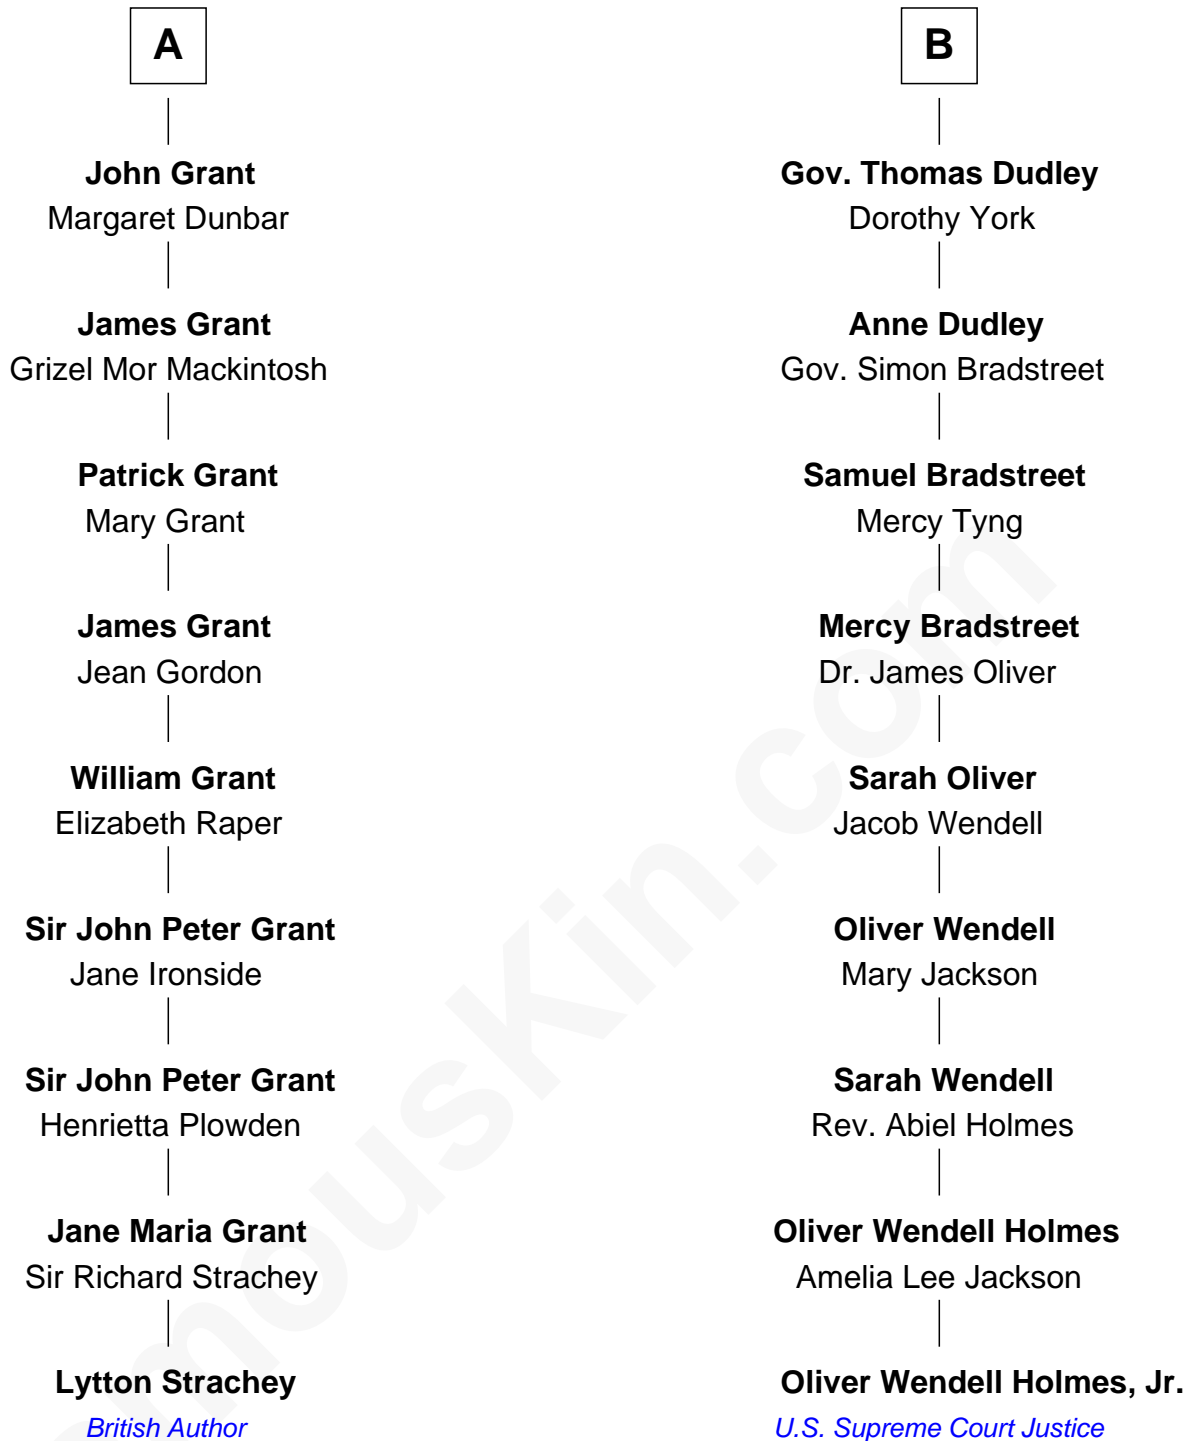 A
John Grant
Margaret Dunbar
James Grant
Grizel Mor Mackintosh
Patrick Grant
Mary Grant
James Grant
Jean Gordon
William Grant
Elizabeth Raper
Sir John Peter Grant
Jane Ironside
Sir John Peter Grant
Henrietta Plowden
Jane Maria Grant
Sir Richard Strachey
Lytton Strachey
British Author
B
Gov. Thomas Dudley
Dorothy York
Anne Dudley
Gov. Simon Bradstreet
Samuel Bradstreet
Mercy Tyng
Mercy Bradstreet
Dr. James Oliver
Sarah Oliver
Jacob Wendell
Oliver Wendell
Mary Jackson
Sarah Wendell
Rev. Abiel Holmes
Oliver Wendell Holmes
Amelia Lee Jackson
Oliver Wendell Holmes, Jr.
U.S. Supreme Court Justice
mousKin.com